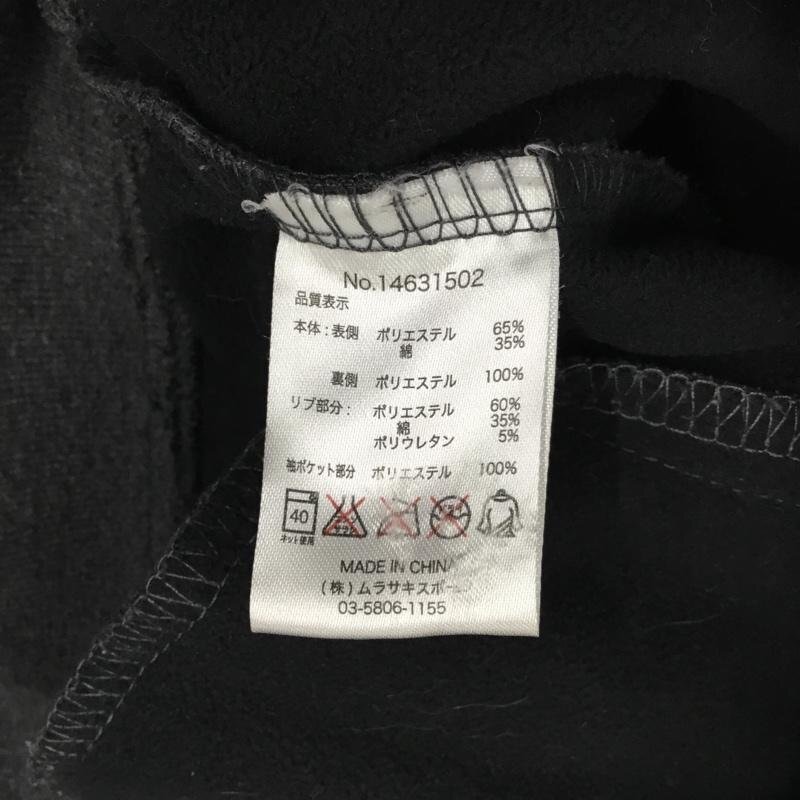 No.14631502
品質表示
本体：表側 ポリエステル 65%
綿 35%
裏側 ポリエステル 100%
リブ部分： ポリエステル 60%
綿 35%
ポリウレタン 5%
袖ポケット部分 ポリエステル 100%
40
ネット使用
MADE IN CHINA
(株)ムラサキスポー
03-5806-1155